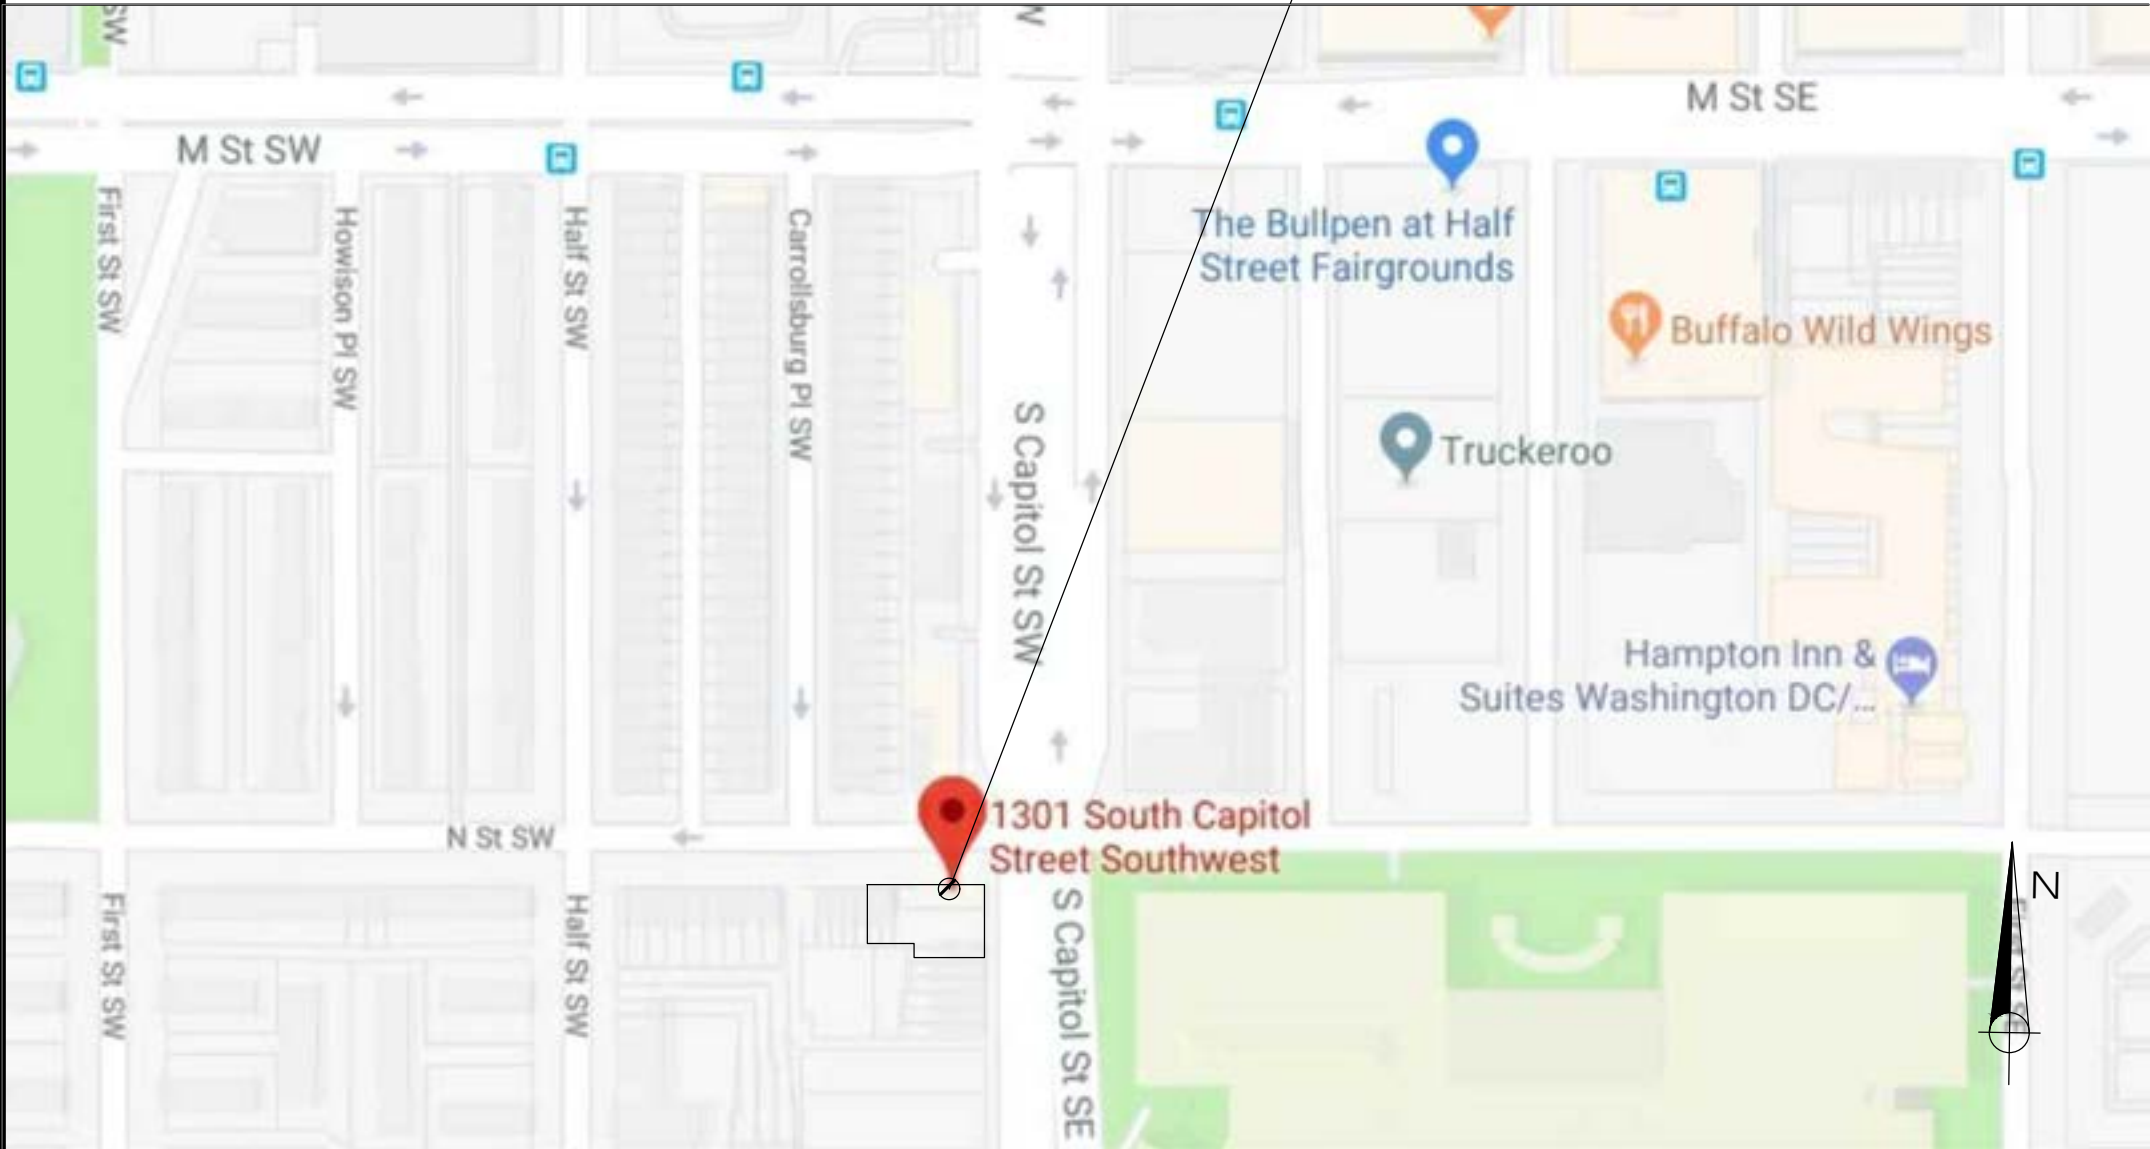 SW
W
M St SE
M St SW
First St SW
Howison Pl SW
Half St SW
Carrollsburg Pl SW
S Capitol St SW
The Bullpen at Half
Street Fairgrounds
Buffalo Wild Wings
Truckeroo
Hampton Inn &
Suites Washington DC/...
N St SW
1301 South Capitol
Street Southwest
N
First St SW
Half St SW
S Capitol St SE